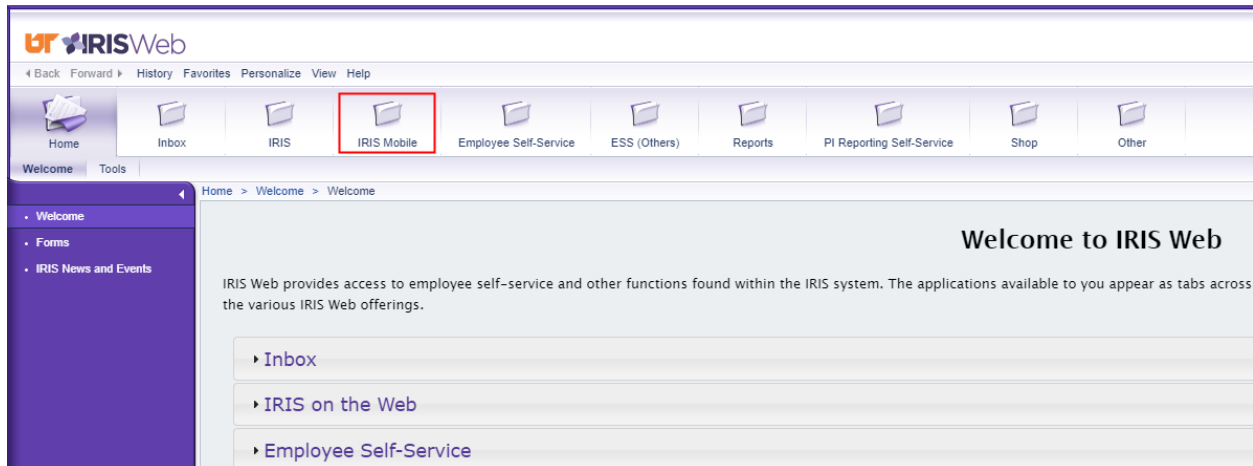 UT IRISWeb
Back Forward History Favorites Personalize View Help
Home Inbox IRIS IRIS Mobile Employee Self-Service ESS (Others) Reports PI Reporting Self-Service Shop Other
Welcome Tools
Home > Welcome > Welcome
• Welcome
• Forms
• IRIS News and Events
Welcome to IRIS Web
IRIS Web provides access to employee self-service and other functions found within the IRIS system. The applications available to you appear as tabs across
the various IRIS Web offerings.
Inbox
IRIS on the Web
Employee Self-Service